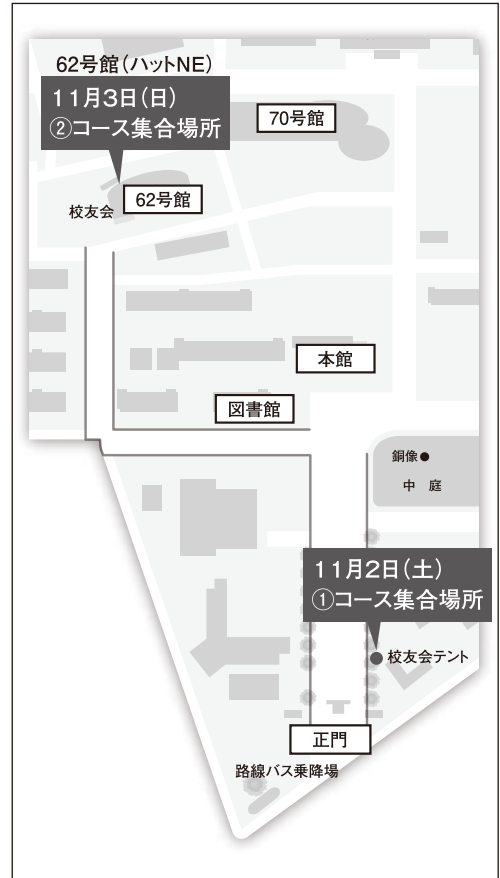 62号館(ハットNE)
11月3日(日)
②コース集合場所
70号館
校友会
62号館
本館
図書館
銅像●
中 庭
11月2日(土)
①コース集合場所
●校友会テント
正門
路線バス乗降場